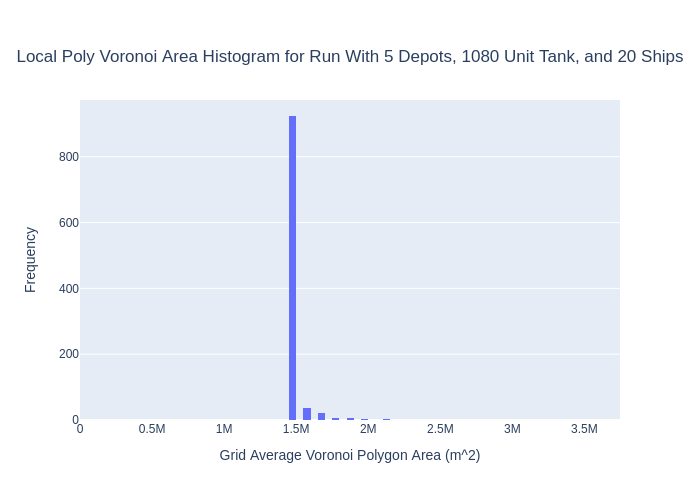 Local Poly Voronoi Area Histogram for Run With 5 Depots, 1080 Unit Tank, and 20 Ships
800
600
400
200
0
Frequency
0 0.5M 1M 1.5M 2M 2.5M 3M 3.5M
Grid Average Voronoi Polygon Area (m^2)